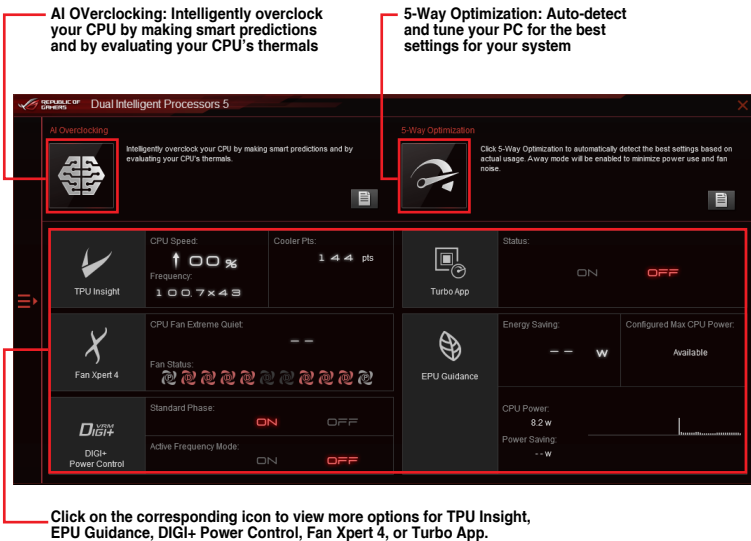 AI OVerclocking: Intelligently overclock
your CPU by making smart predictions
and by evaluating your CPU's thermals
5-Way Optimization: Auto-detect
and tune your PC for the best
settings for your system
REPUBLIC OF
GAMERS
Dual Intelligent Processors 5
AI Overclocking
Intelligently overclock your CPU by making smart predictions and by
evaluating your CPU's thermals.
5-Way Optimization
Click 5-Way Optimization to automatically detect the best settings based on
actual usage. Away mode will be enabled to minimize power use and fan
noise.
TPU Insight
CPU Speed:
100 %
Frequency:
100.7x43
Cooler Pts:
144 pts
Turbo App
Status:
ON OFF
Fan Xpert 4
CPU Fan Extreme Quiet:
--
Fan Status:
EPU Guidance
Energy Saving:
-- w
Configured Max CPU Power:
Available
CPU Power:
8.2 w
Power Saving:
-- w
DIGI+ VRM
DIGI+
Power Control
Standard Phase:
ON OFF
Active Frequency Mode:
ON OFF
Click on the corresponding icon to view more options for TPU Insight,
EPU Guidance, DIGI+ Power Control, Fan Xpert 4, or Turbo App.